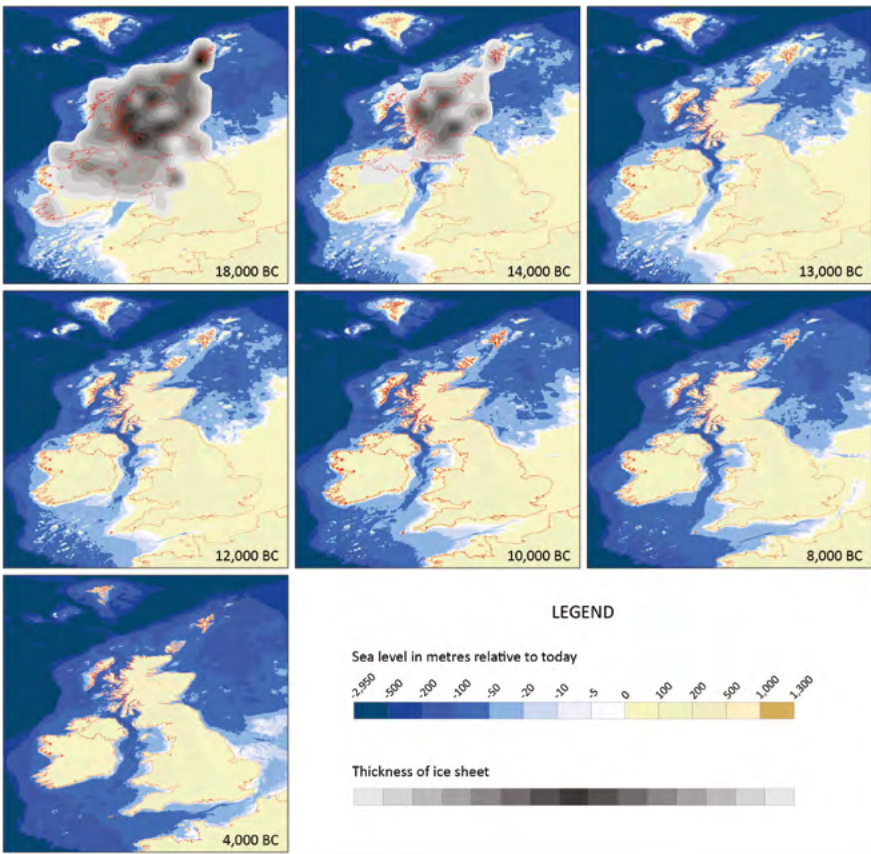 18,000 BC
14,000 BC
13,000 BC
12,000 BC
10,000 BC
8,000 BC
4,000 BC
LEGEND
Sea level in metres relative to today
-2,950 -500 -200 -100 -50 -20 -10 -5 0 100 200 500 1,000 1,300
Thickness of ice sheet